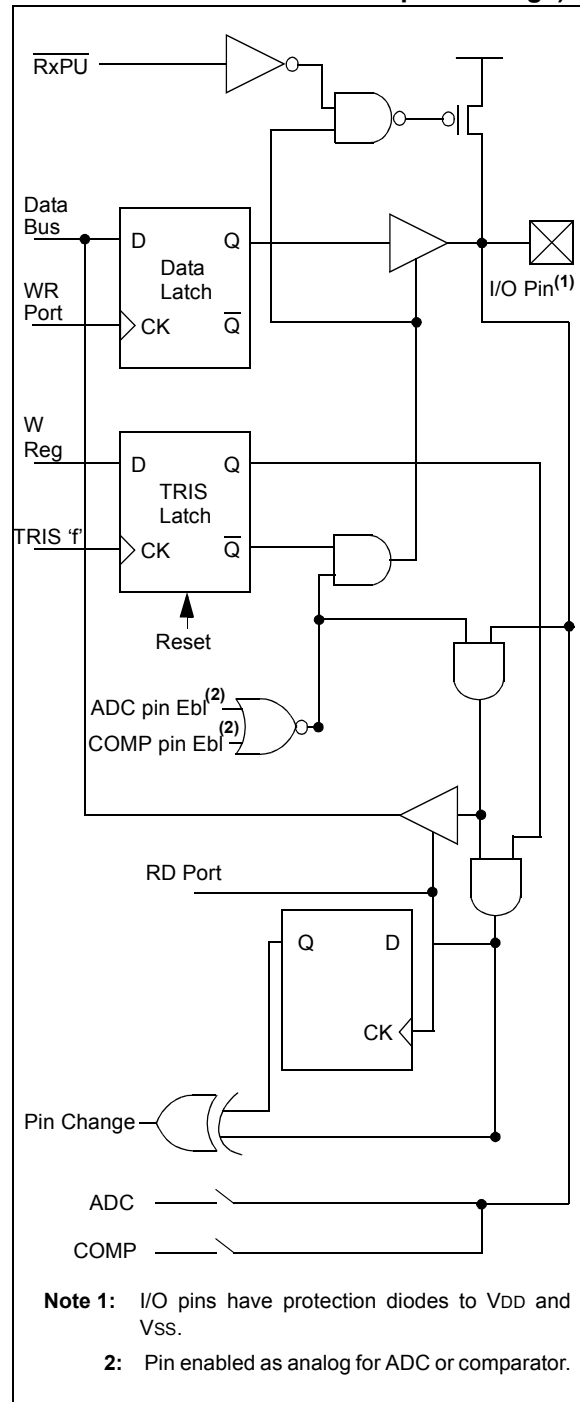 RxPU
Data
Bus
D Q
Data
Latch
WR
Port
CK Q
I/O Pin(1)
W
Reg
D Q
TRIS
Latch
TRIS 'f'
CK Q
Reset
ADC pin Ebl(2)
COMP pin Ebl(2)
RD Port
Q D
CK
Pin Change
ADC
COMP
Note 1: I/O pins have protection diodes to VDD and
VSS.
2: Pin enabled as analog for ADC or comparator.